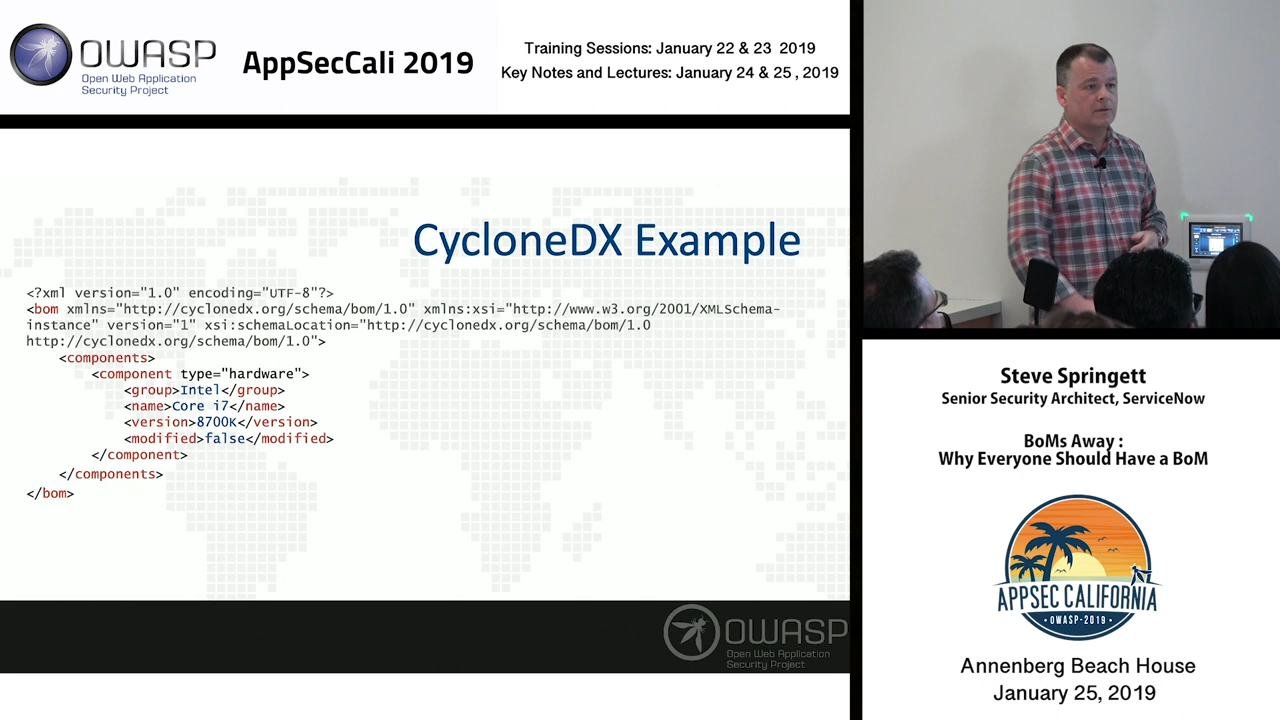 OWASP
Open Web Application
Security Project
AppSecCali 2019
Training Sessions: January 22 & 23 2019
Key Notes and Lectures: January 24 & 25 , 2019
CycloneDX Example
<?xml version="1.0" encoding="UTF-8"?>
<bom xmlns="http://cyclonedx.org/schema/bom/1.0" xmlns:xsi="http://www.w3.org/2001/XMLSchema-
instance" version="1" xsi:schemaLocation="http://cyclonedx.org/schema/bom/1.0
http://cyclonedx.org/schema/bom/1.0">
<components>
<component type="hardware">
<group>Intel</group>
<name>Core i7</name>
<version>8700K</version>
<modified>false</modified>
</component>
</components>
</bom>
OWASP
Open Web Application
Security Project
Steve Springett
Senior Security Architect, ServiceNow
BoMs Away :
Why Everyone Should Have a BoM
APPSEC CALIFORNIA
OWASP-2019
Annenberg Beach House
January 25, 2019